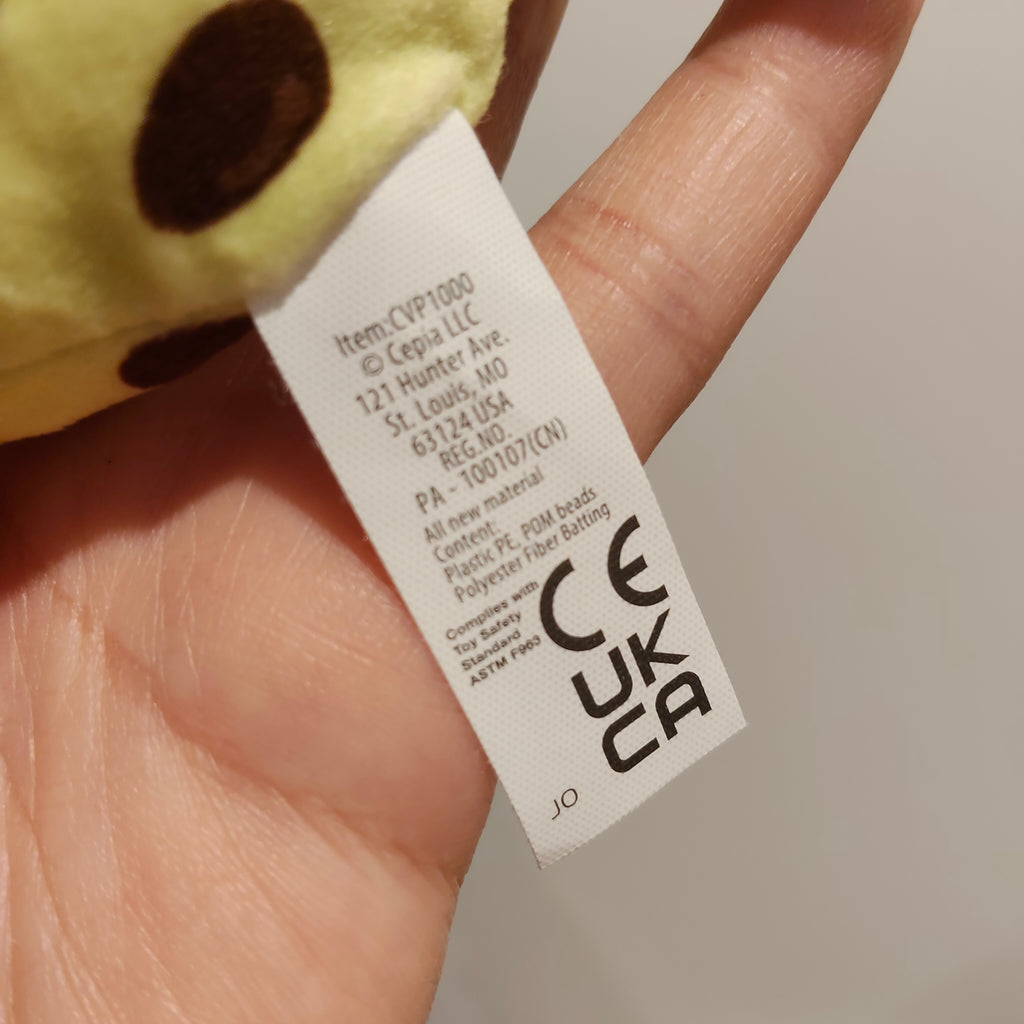 Item:CVP1000
© Cepia LLC
121 Hunter Ave.
St. Louis, MO
63124 USA
REG.NO.
PA - 100107(CN)
All new material
Content:
Plastic PE, POM beads
Polyester Fiber Batting
Complies with
Toy Safety
Standard
ASTM F963
CE
UK
CA
JO